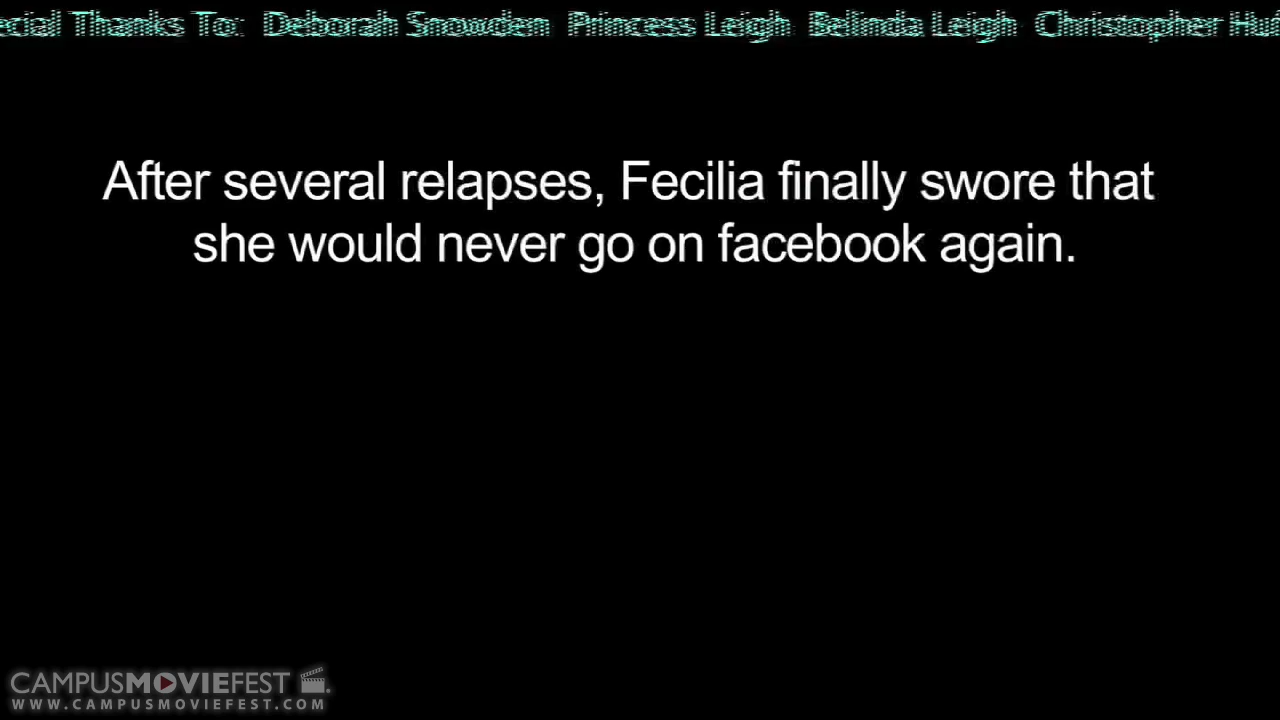 ecial Thanks To: Deborah Snowden Princess Leigh Belinda Leigh Christopher
After several relapses, Fecilia finally swore that
she would never go on facebook again.
CAMPUSMOVIEFEST
WWW.CAMPUSMOVIEFEST.COM